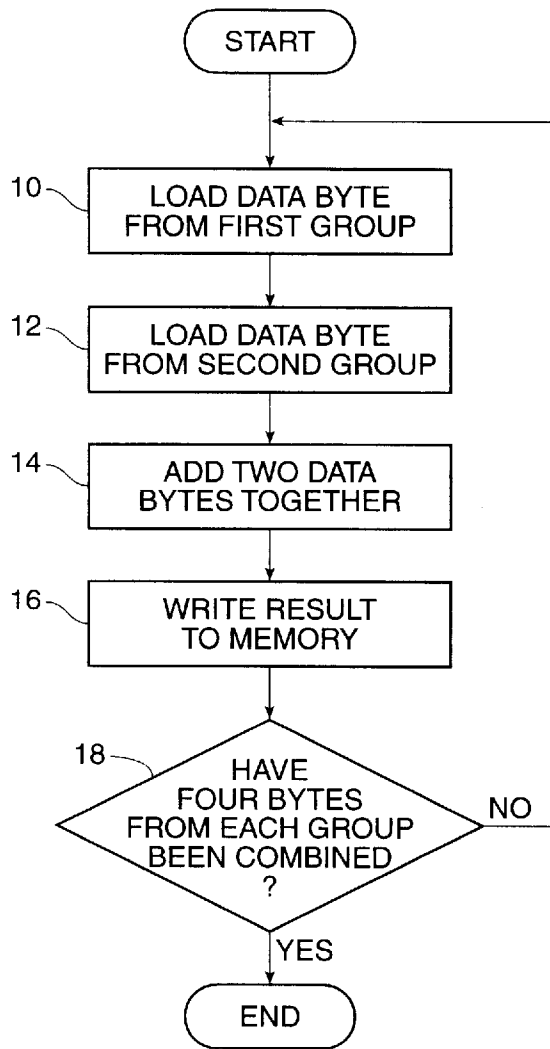 START
10
LOAD DATA BYTE
FROM FIRST GROUP
12
LOAD DATA BYTE
FROM SECOND GROUP
14
ADD TWO DATA
BYTES TOGETHER
16
WRITE RESULT
TO MEMORY
18
HAVE
FOUR BYTES
FROM EACH GROUP
BEEN COMBINED
?
NO
YES
END